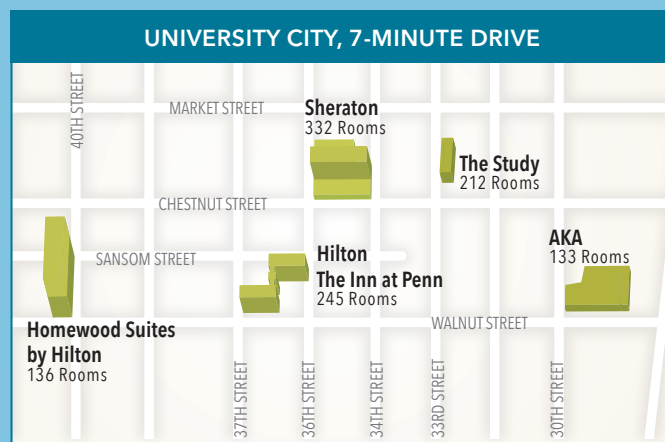 UNIVERSITY CITY, 7-MINUTE DRIVE
40TH STREET
MARKET STREET
Sheraton
332 Rooms
The Study
212 Rooms
CHESTNUT STREET
SANSOM STREET
Hilton
The Inn at Penn
245 Rooms
AKA
133 Rooms
WALNUT STREET
Homewood Suites
by Hilton
136 Rooms
37TH STREET
36TH STREET
34TH STREET
33RD STREET
30TH STREET